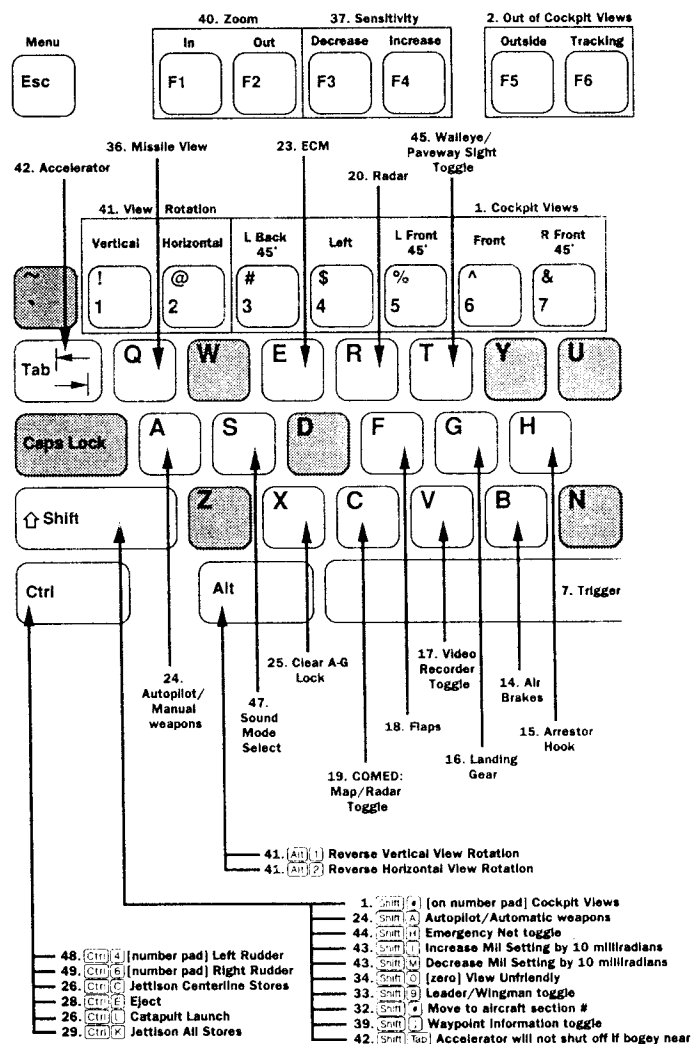 40. Zoom
37. Sensitivity
2. Out of Cockpit Views
Menu
In
Out
Decrease
Increase
Outside
Tracking
Esc
F1
F2
F3
F4
F5
F6
36. Missile View
23. ECM
45. Walleye/
Paveway Sight
Toggle
42. Accelerator
20. Radar
41. View Rotation
1. Cockpit Views
Vertical
Horizontal
L Back
45°
Left
L Front
45°
Front
R Front
45°
~
`
!
1
@
2
#
3
$
4
%
5
^
6
&
7
Tab
Q
W
E
R
T
Y
U
Caps Lock
A
S
D
F
G
H
Shift
Z
X
C
V
B
N
Ctrl
Alt
7. Trigger
24.
Autopilot/
Manual
weapons
47.
Sound
Mode
Select
25. Clear A-G
Lock
19. COMED:
Map/Radar
Toggle
18. Flaps
17. Video
Recorder
Toggle
16. Landing
Gear
14. Air
Brakes
15. Arrestor
Hook
41. Alt 1 Reverse Vertical View Rotation
41. Alt 2 Reverse Horizontal View Rotation
48. Ctrl 4 [number pad] Left Rudder
49. Ctrl 6 [number pad] Right Rudder
26. Ctrl C Jettison Centerline Stores
28. Ctrl E Eject
26. Ctrl L Catapult Launch
29. Ctrl K Jettison All Stores
1. Shift # [on number pad] Cockpit Views
24. Shift A Autopilot/Automatic weapons
44. Shift H Emergency Net toggle
43. Shift Increase Mil Setting by 10 milliradians
43. Shift M Decrease Mil Setting by 10 milliradians
34. Shift 0 [zero] View Unfriendly
33. Shift 9 Leader/Wingman toggle
32. Shift # Move to aircraft section #
39. Shift ; Waypoint Information toggle
42. Shift Tab Accelerator will not shut off if bogey near